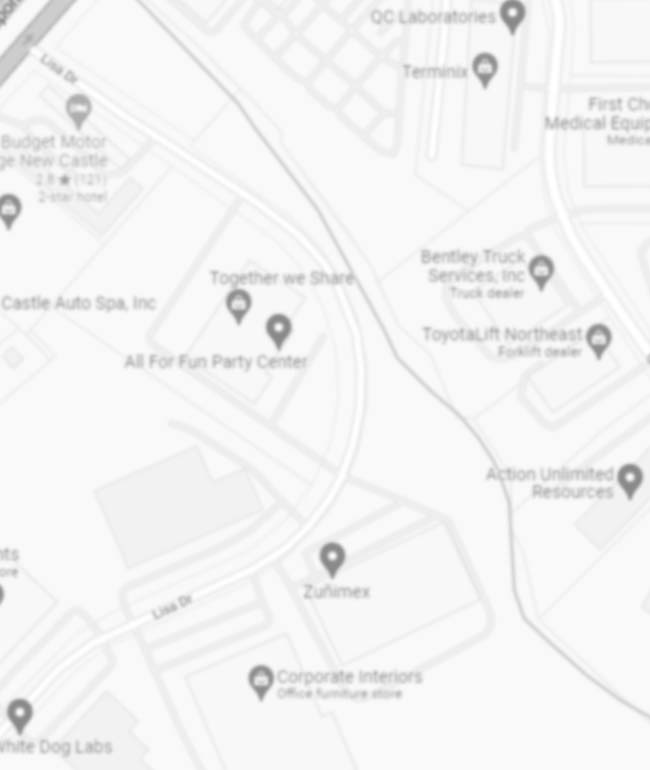 QC Laboratories
Lisa Dr
Terminix
First Ch
Medical Equip
Medica
Budget Motor
ge New Castle
2.8 ★ (121)
2-star hotel
Bentley Truck
Services, Inc
Truck dealer
Together we Share
Castle Auto Spa, Inc
ToyotaLift Northeast
Forklift dealer
All For Fun Party Center
Action Unlimited
Resources
nts
ore
Zuñimex
Lisa Dr
Corporate Interiors
Office furniture store
White Dog Labs